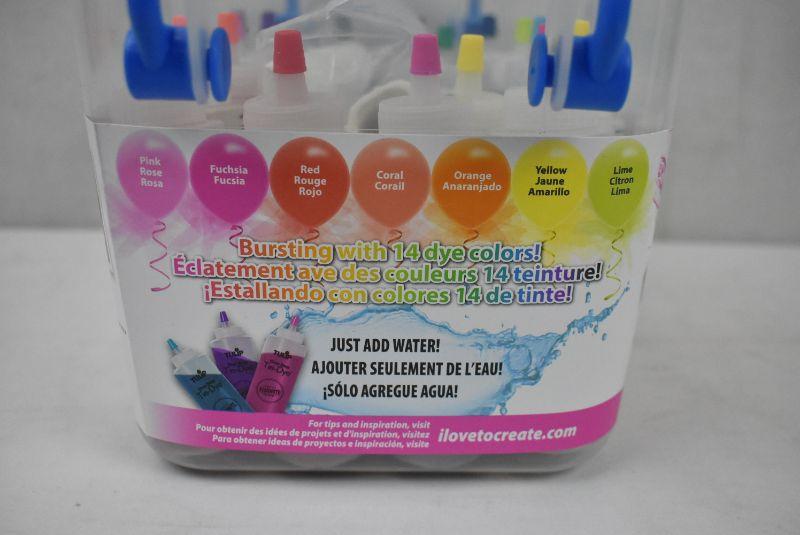 Pink
Rose
Rosa
Fuchsia
Fucsia
Red
Rouge
Rojo
Coral
Corail
Orange
Anaranjado
Yellow
Jaune
Amarillo
Lime
Citron
Lima
Bursting with 14 dye colors!
Éclatement ave des couleurs 14 teinture!
¡Estallando con colores 14 de tinte!
TULIP
TULIP
JUST ADD WATER!
AJOUTER SEULEMENT DE L'EAU!
¡SÓLO AGREGUE AGUA!
For tips and inspiration, visit
Pour obtenir des idées de projets et d'inspiration, visitez
Para obtener ideas de proyectos e inspiración, visite
ilovetocreate.com